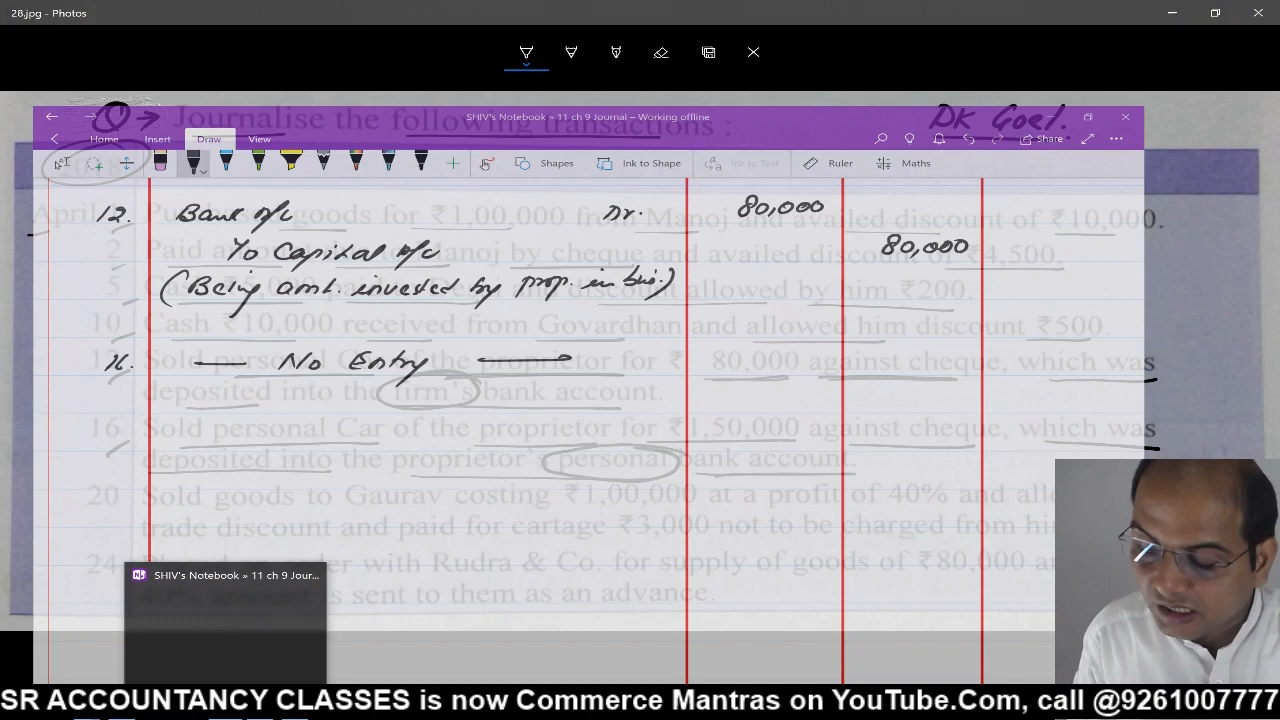 28.jpg - Photos
Q → Journalise the following transactions :
DK Goel.
SHIV's Notebook » 11 ch 9 Journal – Working offline
Home Insert Draw View
Share
Shapes Ink to Shape Ink to Text Ruler Maths
12. Bank A/c Dr. 80,000
To Capital A/c 80,000
(Being amt. invested by prop. in bus.)
16. — No Entry —
April Purchased goods for ₹1,00,000 from Manoj and availed discount of ₹10,000.
2 Paid Manoj by cheque and availed discount of ₹4,500.
5 discount allowed by him ₹200.
10 Cash ₹10,000 received from Govardhan and allowed him discount ₹500.
12 Sold personal the proprietor for ₹ 80,000 against cheque, which was
deposited into the firm's bank account.
16 Sold personal Car of the proprietor for ₹1,50,000 against cheque, which was
deposited into the proprietor's personal bank account.
20 Sold goods to Gaurav costing ₹1,00,000 at a profit of 40% and
trade discount and paid for cartage ₹3,000 not to be charged from
24 with Rudra & Co. for supply of goods of ₹80,000
40% is sent to them as an advance.
SHIV's Notebook » 11 ch 9 Jour...
SR ACCOUNTANCY CLASSES is now Commerce Mantras on YouTube.Com, call @9261007777